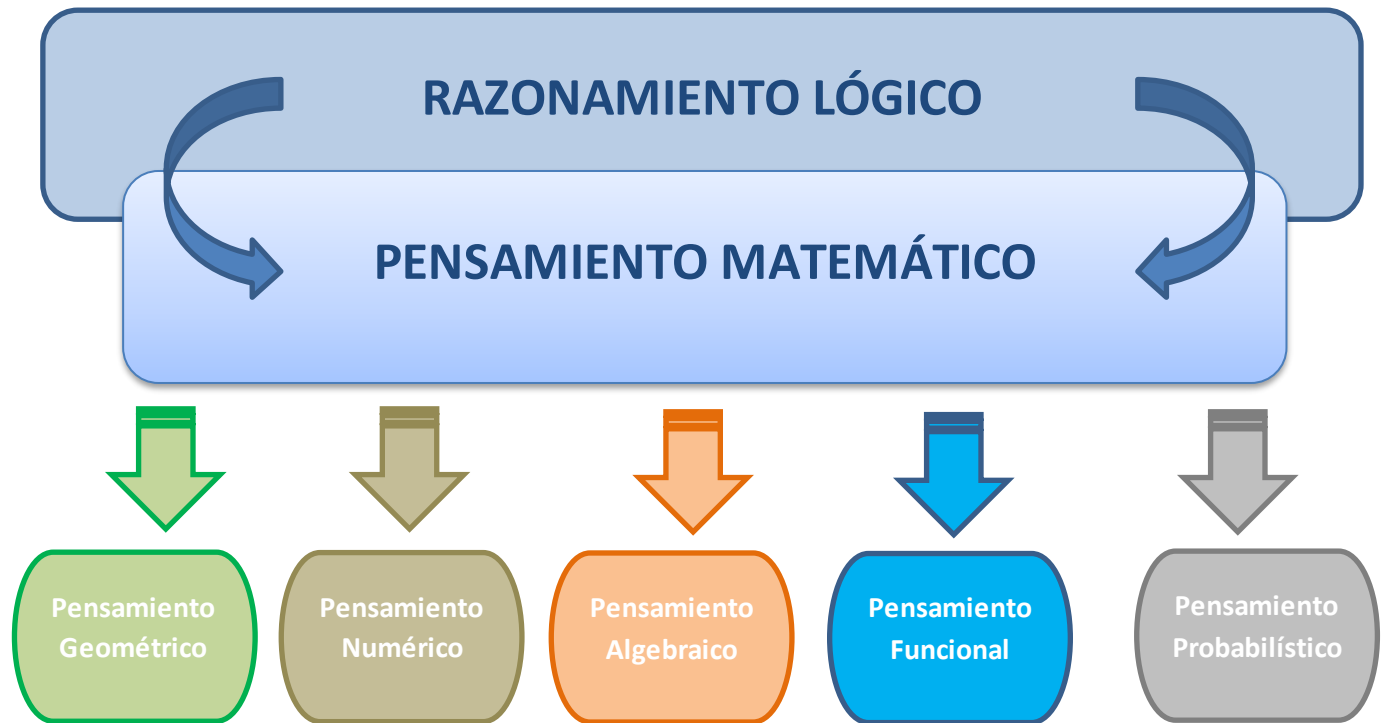 RAZONAMIENTO LÓGICO
PENSAMIENTO MATEMÁTICO
Pensamiento
Geométrico
Pensamiento
Numérico
Pensamiento
Algebraico
Pensamiento
Funcional
Pensamiento
Probabilístico